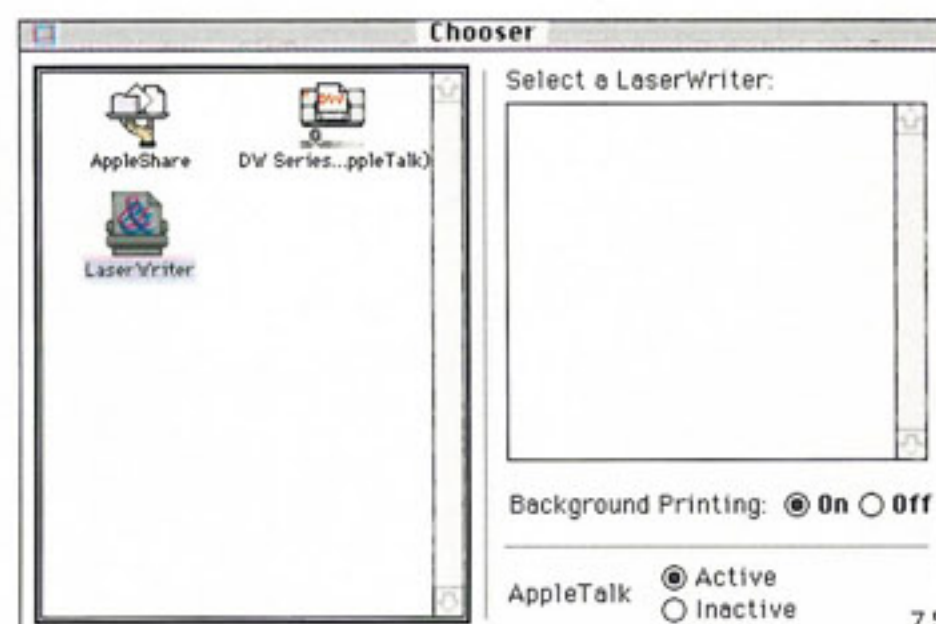 Chooser
AppleShare
DW Series...ppleTalk)
LaserWriter
Select a LaserWriter:
Background Printing: On Off
AppleTalk
Active
Inactive